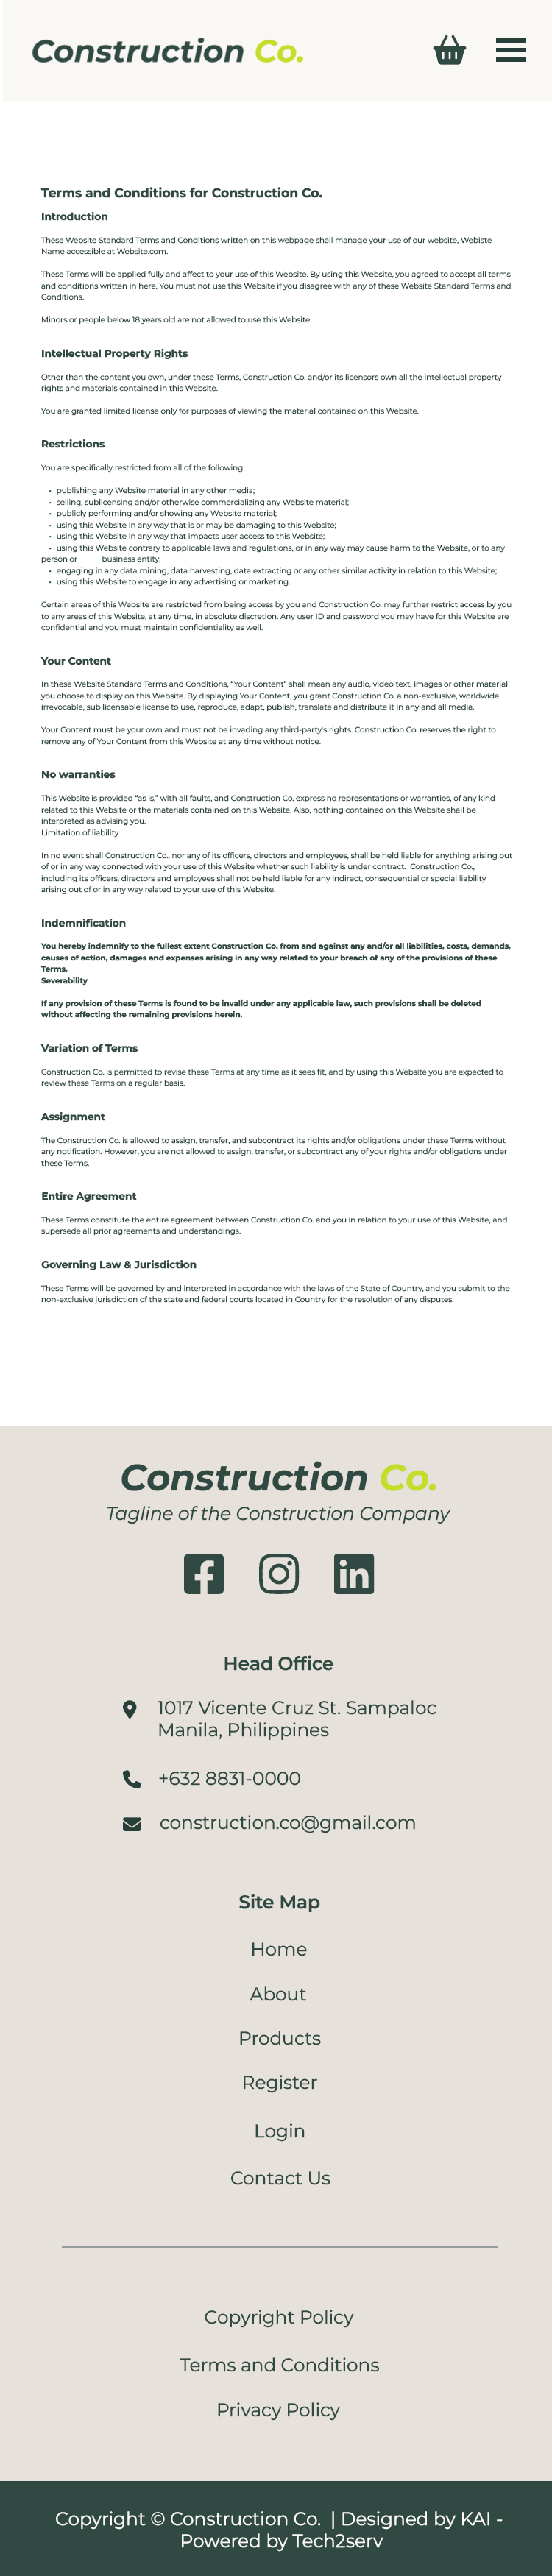 Construction Co.
Terms and Conditions for Construction Co.
Introduction
These Website Standard Terms and Conditions written on this webpage shall manage your use of our website, Webiste
Name accessible at Website.com.
These Terms will be applied fully and affect to your use of this Website. By using this Website, you agreed to accept all terms
and conditions written in here. You must not use this Website if you disagree with any of these Website Standard Terms and
Conditions.
Minors or people below 18 years old are not allowed to use this Website.
Intellectual Property Rights
Other than the content you own, under these Terms, Construction Co. and/or its licensors own all the intellectual property
rights and materials contained in this Website.
You are granted limited license only for purposes of viewing the material contained on this Website.
Restrictions
You are specifically restricted from all of the following:
• publishing any Website material in any other media;
• selling, sublicensing and/or otherwise commercializing any Website material;
• publicly performing and/or showing any Website material;
• using this Website in any way that is or may be damaging to this Website;
• using this Website in any way that impacts user access to this Website;
• using this Website contrary to applicable laws and regulations, or in any way may cause harm to the Website, or to any
person or business entity;
• engaging in any data mining, data harvesting, data extracting or any other similar activity in relation to this Website;
• using this Website to engage in any advertising or marketing.
Certain areas of this Website are restricted from being access by you and Construction Co. may further restrict access by you
to any areas of this Website, at any time, in absolute discretion. Any user ID and password you may have for this Website are
confidential and you must maintain confidentiality as well.
Your Content
In these Website Standard Terms and Conditions, “Your Content” shall mean any audio, video text, images or other material
you choose to display on this Website. By displaying Your Content, you grant Construction Co. a non-exclusive, worldwide
irrevocable, sub licensable license to use, reproduce, adapt, publish, translate and distribute it in any and all media.
Your Content must be your own and must not be invading any third-party's rights. Construction Co. reserves the right to
remove any of Your Content from this Website at any time without notice.
No warranties
This Website is provided “as is,” with all faults, and Construction Co. express no representations or warranties, of any kind
related to this Website or the materials contained on this Website. Also, nothing contained on this Website shall be
interpreted as advising you.
Limitation of liability
In no event shall Construction Co., nor any of its officers, directors and employees, shall be held liable for anything arising out
of or in any way connected with your use of this Website whether such liability is under contract. Construction Co.,
including its officers, directors and employees shall not be held liable for any indirect, consequential or special liability
arising out of or in any way related to your use of this Website.
Indemnification
You hereby indemnify to the fullest extent Construction Co. from and against any and/or all liabilities, costs, demands,
causes of action, damages and expenses arising in any way related to your breach of any of the provisions of these
Terms.
Severability
If any provision of these Terms is found to be invalid under any applicable law, such provisions shall be deleted
without affecting the remaining provisions herein.
Variation of Terms
Construction Co. is permitted to revise these Terms at any time as it sees fit, and by using this Website you are expected to
review these Terms on a regular basis.
Assignment
The Construction Co. is allowed to assign, transfer, and subcontract its rights and/or obligations under these Terms without
any notification. However, you are not allowed to assign, transfer, or subcontract any of your rights and/or obligations under
these Terms.
Entire Agreement
These Terms constitute the entire agreement between Construction Co. and you in relation to your use of this Website, and
supersede all prior agreements and understandings.
Governing Law & Jurisdiction
These Terms will be governed by and interpreted in accordance with the laws of the State of Country, and you submit to the
non-exclusive jurisdiction of the state and federal courts located in Country for the resolution of any disputes.
Construction Co.
Tagline of the Construction Company
Head Office
1017 Vicente Cruz St. Sampaloc
Manila, Philippines
+632 8831-0000
construction.co@gmail.com
Site Map
Home
About
Products
Register
Login
Contact Us
Copyright Policy
Terms and Conditions
Privacy Policy
Copyright © Construction Co. | Designed by KAI -
Powered by Tech2serv